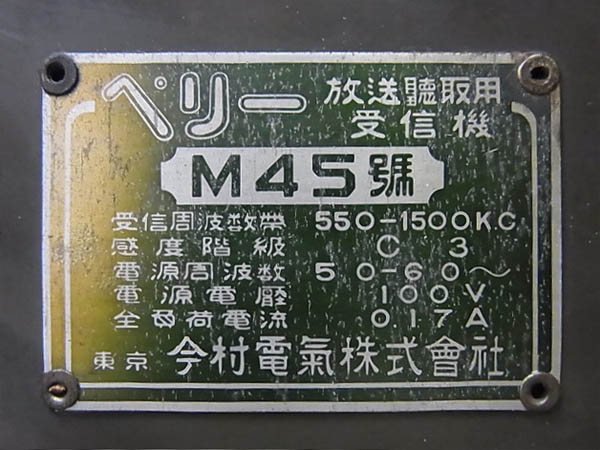 ペリー 放送聽取用
受信機
M45號
受信周波数帶 550-1500KC
感度階級 C 3
電源周波数 50-60～
電源電壓 100V
全負荷電流 017A
東京 今村電氣株式會社